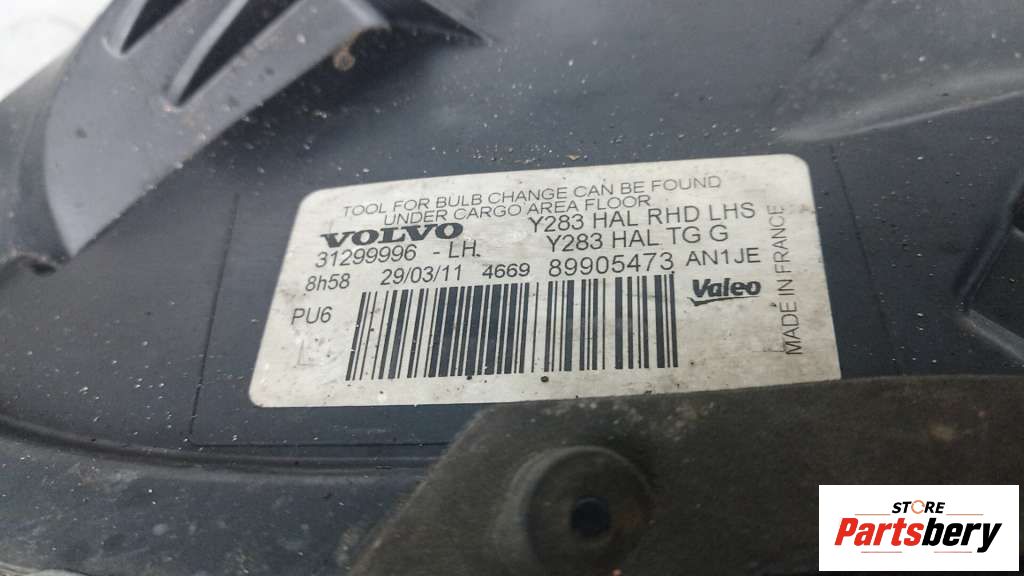 TOOL FOR BULB CHANGE CAN BE FOUND
UNDER CARGO AREA FLOOR
VOLVO Y283 HAL RHD LHS
31299996 - LH. Y283 HAL TG G
8h58 29/03/11 4669 89905473 AN1JE
PU6
Valeo
MADE IN FRANCE
STORE
Partsbery